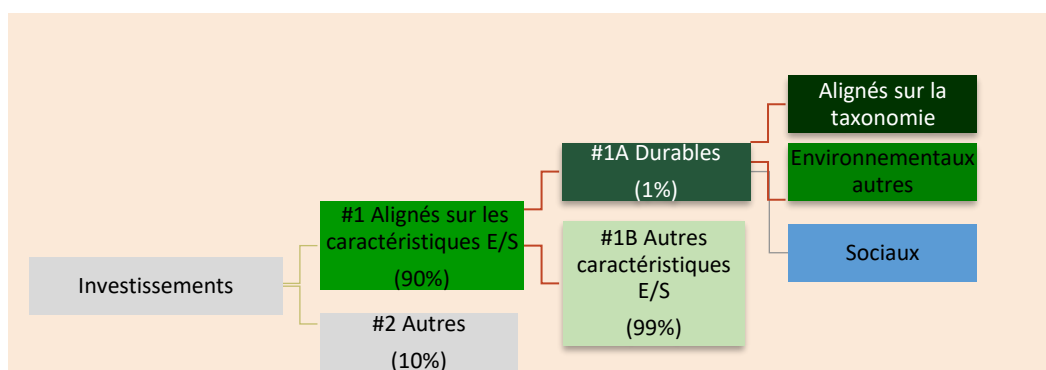 Investissements
#1 Alignés sur les
caractéristiques E/S
(90%)
#2 Autres
(10%)
#1A Durables
(1%)
#1B Autres
caractéristiques
E/S
(99%)
Alignés sur la
taxonomie
Environnementaux
autres
Sociaux